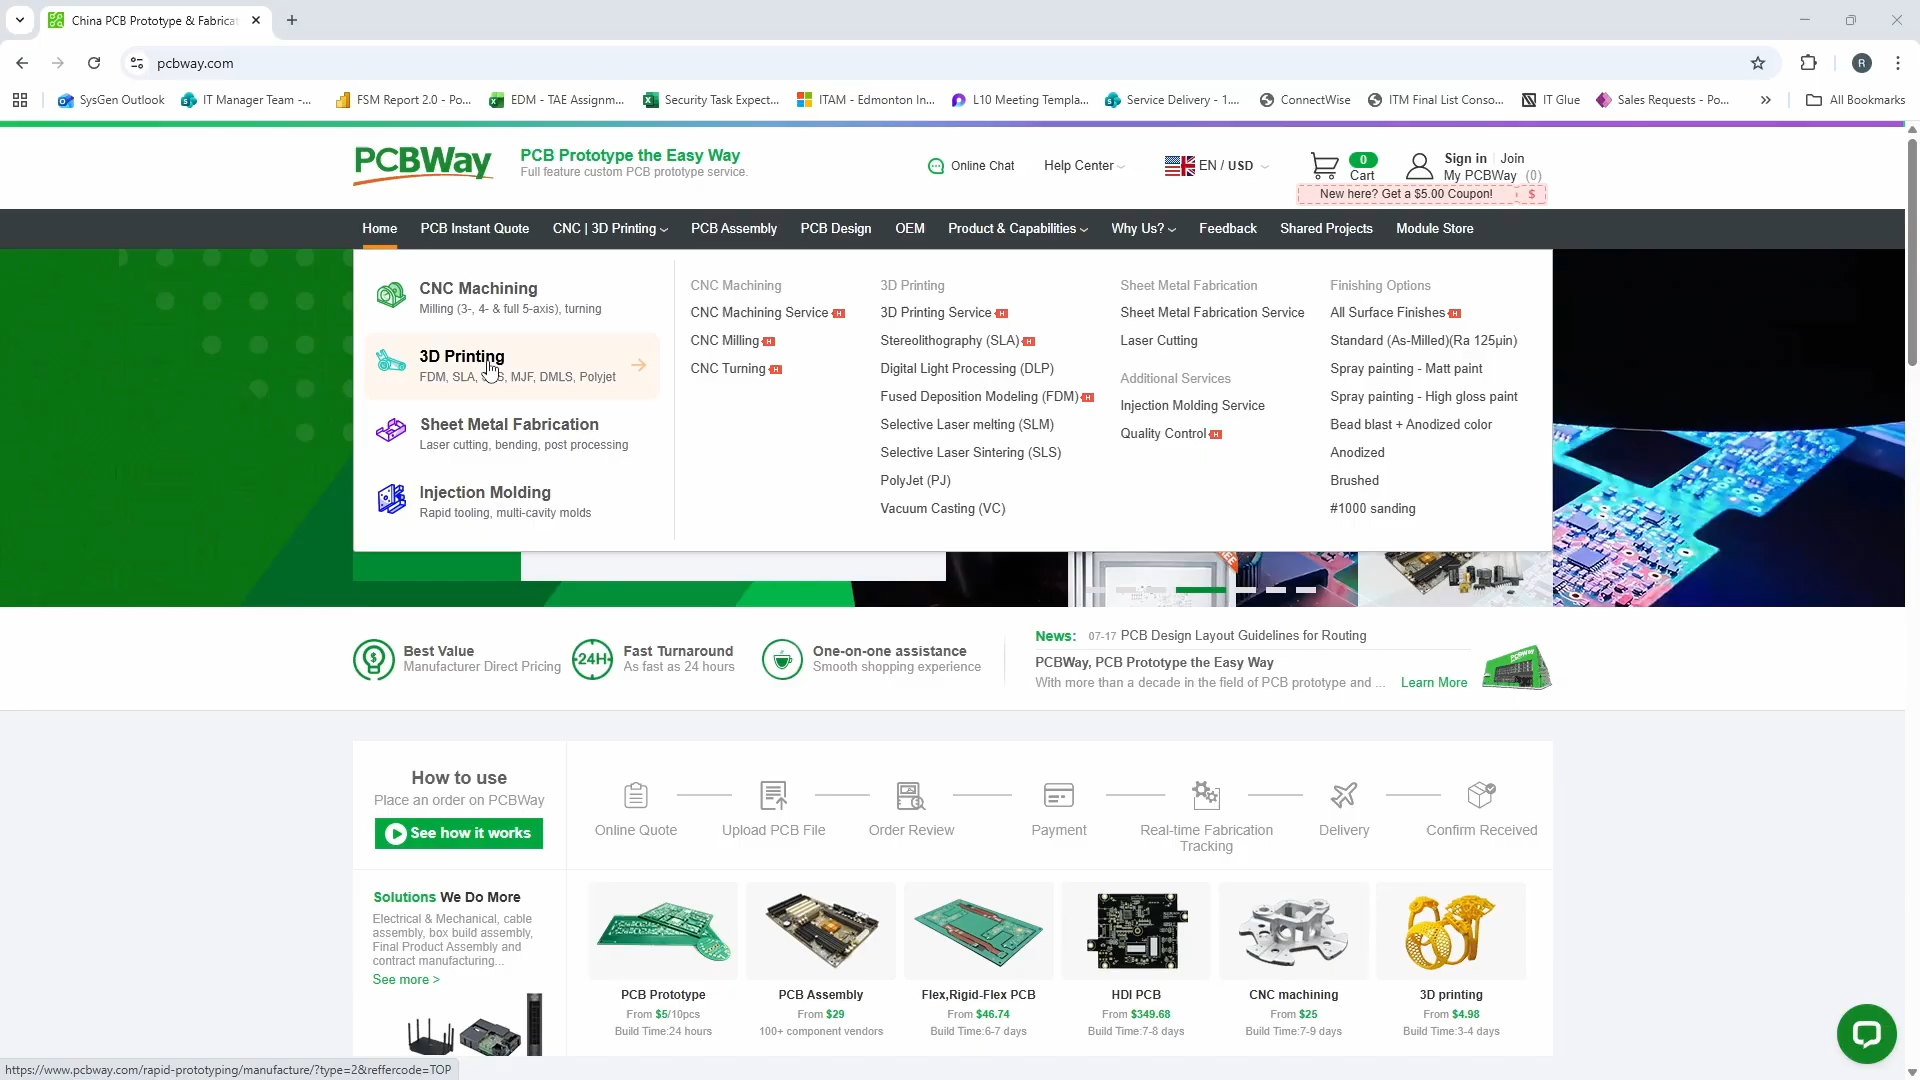 China PCB Prototype & Fabrica
pcbway.com
R
SysGen Outlook
IT Manager Team -...
FSM Report 2.0 - Po...
EDM - TAE Assignm...
Security Task Expect...
ITAM - Edmonton In...
L10 Meeting Templa...
Service Delivery - 1....
ConnectWise
ITM Final List Conso...
IT Glue
Sales Requests - Po...
All Bookmarks
PCBWay
PCB Prototype the Easy Way
Full feature custom PCB prototype service.
Online Chat
Help Center
EN / USD
0
Cart
Sign in
Join
My PCBWay (0)
New here? Get a $5.00 Coupon!
$
Home
PCB Instant Quote
CNC | 3D Printing
PCB Assembly
PCB Design
OEM
Product & Capabilities
Why Us?
Feedback
Shared Projects
Module Store
CNC Machining
Milling (3-, 4- & full 5-axis), turning
3D Printing
FDM, SLA, MJF, DMLS, Polyjet
Sheet Metal Fabrication
Laser cutting, bending, post processing
Injection Molding
Rapid tooling, multi-cavity molds
CNC Machining
CNC Machining Service H
CNC Milling H
CNC Turning H
3D Printing
3D Printing Service H
Stereolithography (SLA) H
Digital Light Processing (DLP)
Fused Deposition Modeling (FDM) H
Selective Laser melting (SLM)
Selective Laser Sintering (SLS)
PolyJet (PJ)
Vacuum Casting (VC)
Sheet Metal Fabrication
Sheet Metal Fabrication Service
Laser Cutting
Additional Services
Injection Molding Service
Quality Control H
Finishing Options
All Surface Finishes H
Standard (As-Milled)(Ra 125µin)
Spray painting - Matt paint
Spray painting - High gloss paint
Bead blast + Anodized color
Anodized
Brushed
#1000 sanding
Best Value
Manufacturer Direct Pricing
24H
Fast Turnaround
As fast as 24 hours
One-on-one assistance
Smooth shopping experience
News: 07-17 PCB Design Layout Guidelines for Routing
PCBWay, PCB Prototype the Easy Way
With more than a decade in the field of PCB prototype and ... Learn More
How to use
Place an order on PCBWay
See how it works
Online Quote
Upload PCB File
Order Review
Payment
Real-time Fabrication
Tracking
Delivery
Confirm Received
Solutions We Do More
Electrical & Mechanical, cable
assembly, box build assembly,
Final Product Assembly and
contract manufacturing...
See more >
PCB Prototype
From $5/10pcs
Build Time:24 hours
PCB Assembly
From $29
100+ component vendors
Flex,Rigid-Flex PCB
From $46.74
Build Time:6-7 days
HDI PCB
From $349.68
Build Time:7-8 days
CNC machining
From $25
Build Time:7-9 days
3D printing
From $4.98
Build Time:3-4 days
https://www.pcbway.com/rapid-prototyping/manufacture/?type=2&reffercode=TOP